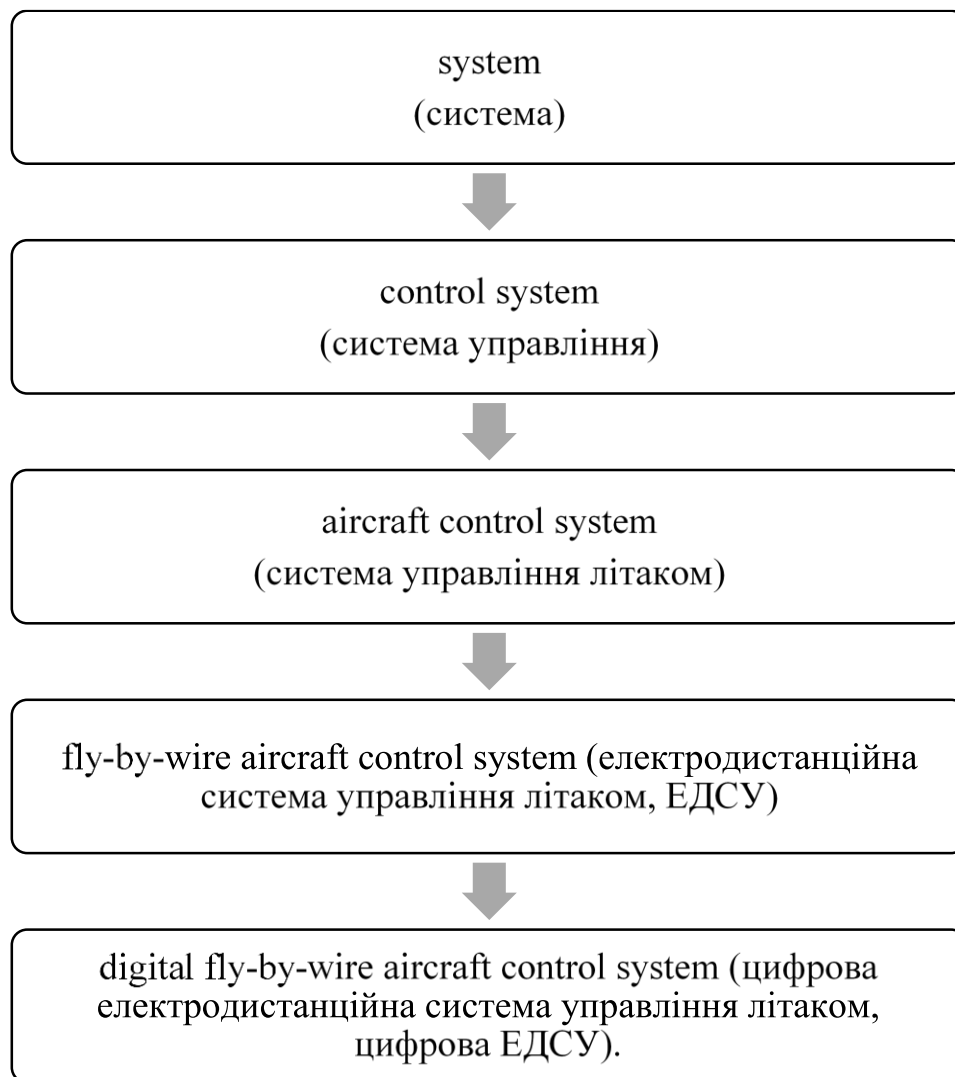 system
(система)
control system
(система управління)
aircraft control system
(система управління літаком)
fly-by-wire aircraft control system (електродистанційна
система управління літаком, ЕДСУ)
digital fly-by-wire aircraft control system (цифрова
електродистанційна система управління літаком,
цифрова ЕДСУ).